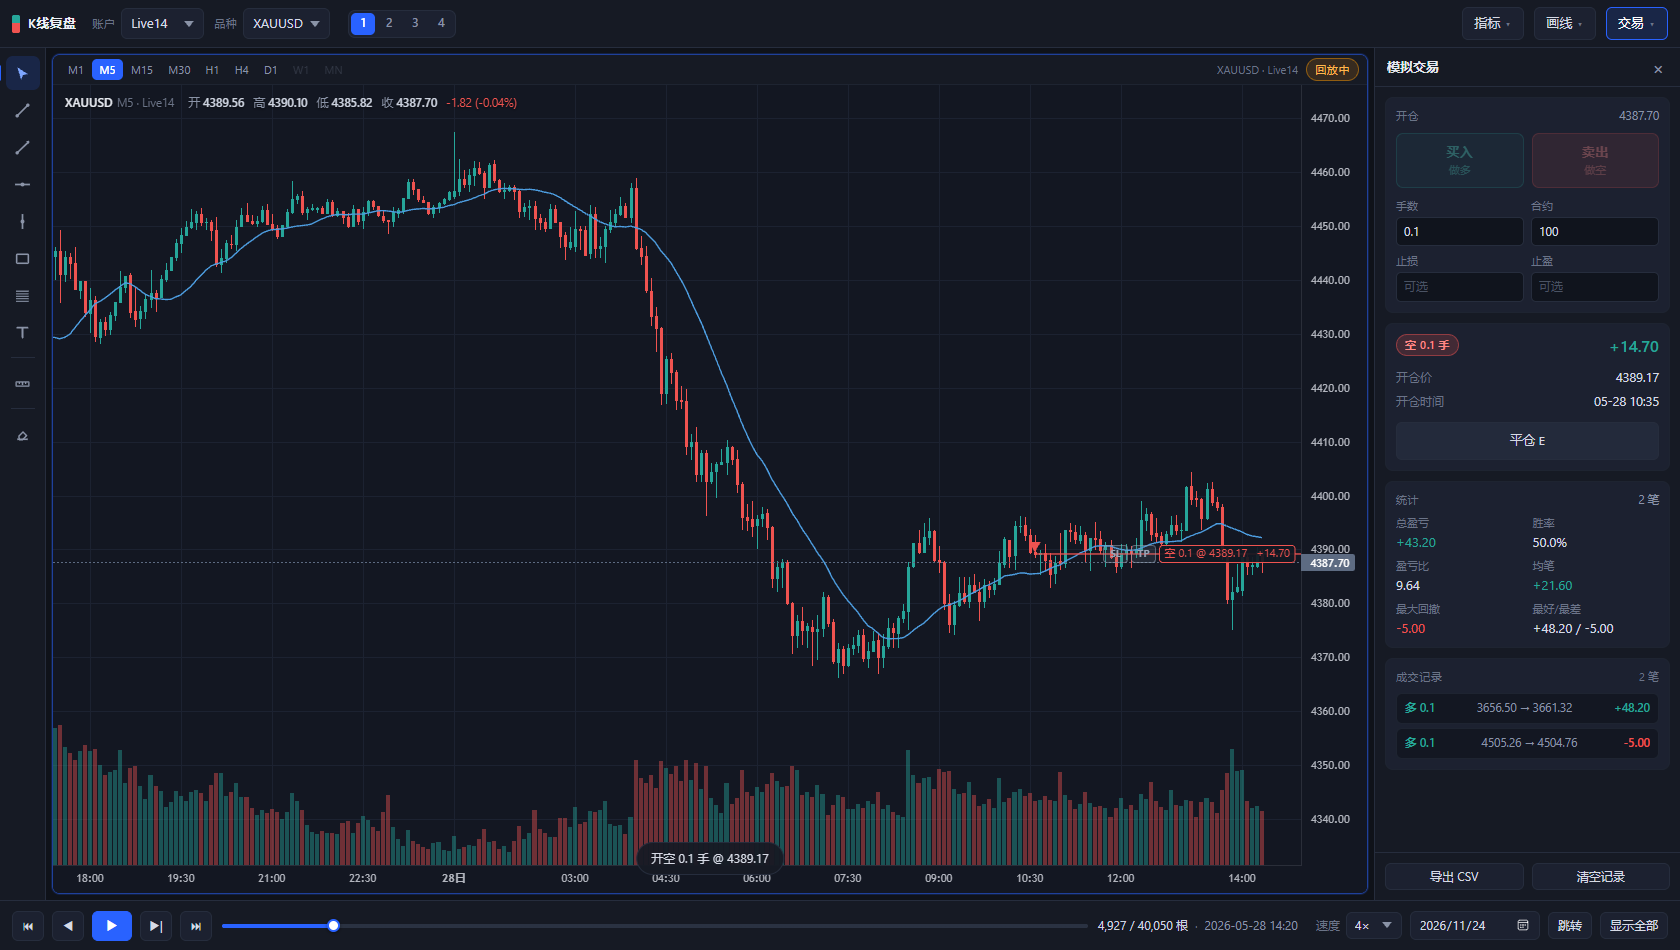 K线复盘 账户 Live14 品种 XAUUSD 1 2 3 4 指标 画线 交易
M1 M5 M15 M30 H1 H4 D1 W1 MN XAUUSD · Live14 回放中
XAUUSD M5 · Live14 开 4389.56 高 4390.10 低 4385.82 收 4387.70 -1.82 (-0.04%)
4470.00
4460.00
4450.00
4440.00
4430.00
4420.00
4410.00
4400.00
4390.00
4387.70
4380.00
4370.00
4360.00
4350.00
4340.00
SL TP 空 0.1 @ 4389.17 +14.70
开空 0.1 手 @ 4389.17
18:00 19:30 21:00 22:30 28日 03:00 04:30 06:00 07:30 09:00 10:30 12:00 14:00
模拟交易 ×
开仓 4387.70
买入 卖出
做多 做空
手数 合约
0.1 100
止损 止盈
可选 可选
空 0.1 手 +14.70
开仓价 4389.17
开仓时间 05-28 10:35
平仓 E
统计 2 笔
总盈亏 胜率
+43.20 50.0%
盈亏比 均笔
9.64 +21.60
最大回撤 最好/最差
-5.00 +48.20 / -5.00
成交记录 2 笔
多 0.1 3656.50 → 3661.32 +48.20
多 0.1 4505.26 → 4504.76 -5.00
导出 CSV 清空记录
4,927 / 40,050 根 · 2026-05-28 14:20 速度 4× 2026/11/24 跳转 显示全部